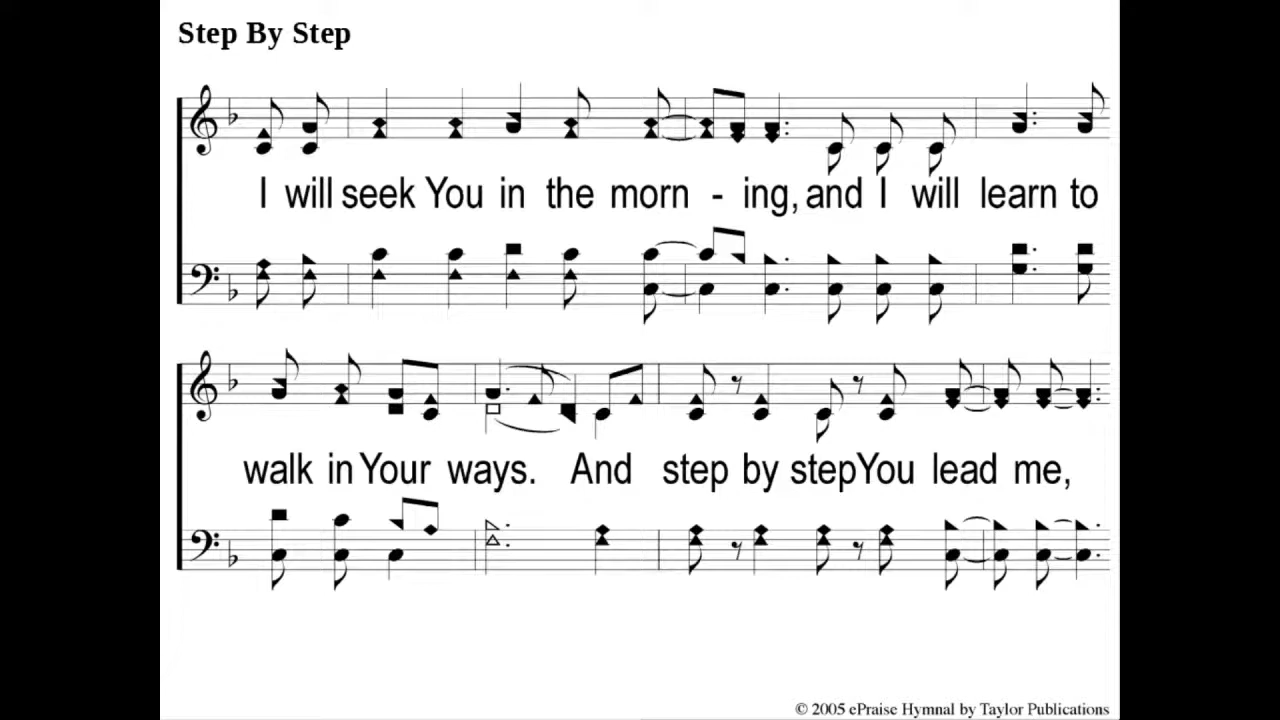 Step By Step
I will seek You in the morn - ing, and I will learn to
walk in Your ways. And step by step You lead me,
© 2005 ePraise Hymnal by Taylor Publications